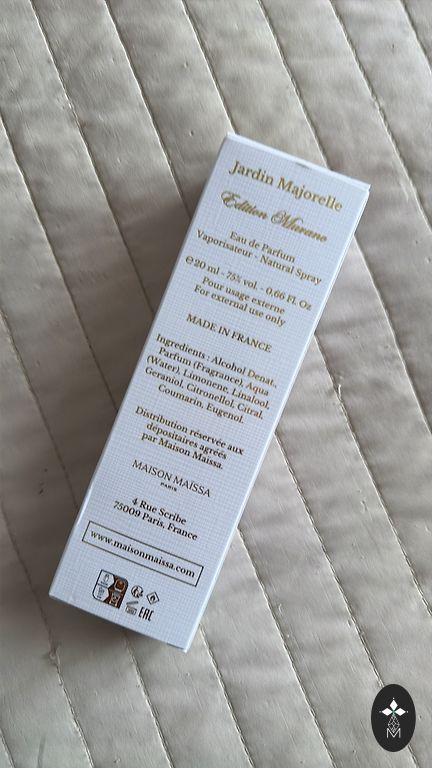 Jardin Majorelle
Edition Murano
Eau de Parfum
Vaporisateur - Natural Spray
℮ 20 ml - 75% vol. - 0,66 Fl. Oz
Pour usage externe
For external use only
MADE IN FRANCE
Ingredients : Alcohol Denat.,
Parfum (Fragrance), Aqua
(Water), Limonene, Linalool,
Geraniol, Citronellol, Citral,
Coumarin, Eugenol.
Distribution réservée aux
dépositaires agréés
par Maison Maïssa.
MAISON MAÏSSA
PARIS
4 Rue Scribe
75009 Paris, France
www.maisonmaissa.com
EAC
M